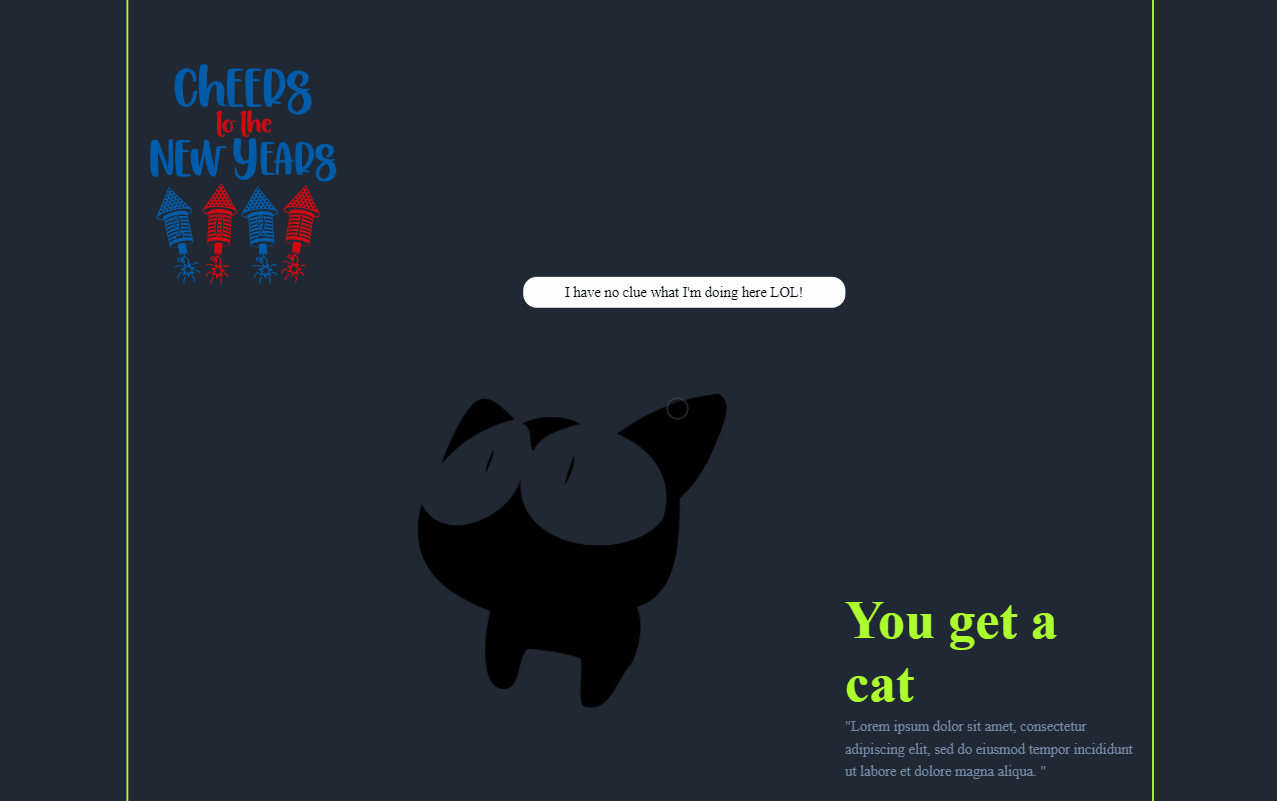 ChEERS
to the
NEW YEARS
I have no clue what I'm doing here LOL!
You get a
cat
"Lorem ipsum dolor sit amet, consectetur
adipiscing elit, sed do eiusmod tempor incididunt
ut labore et dolore magna aliqua. "